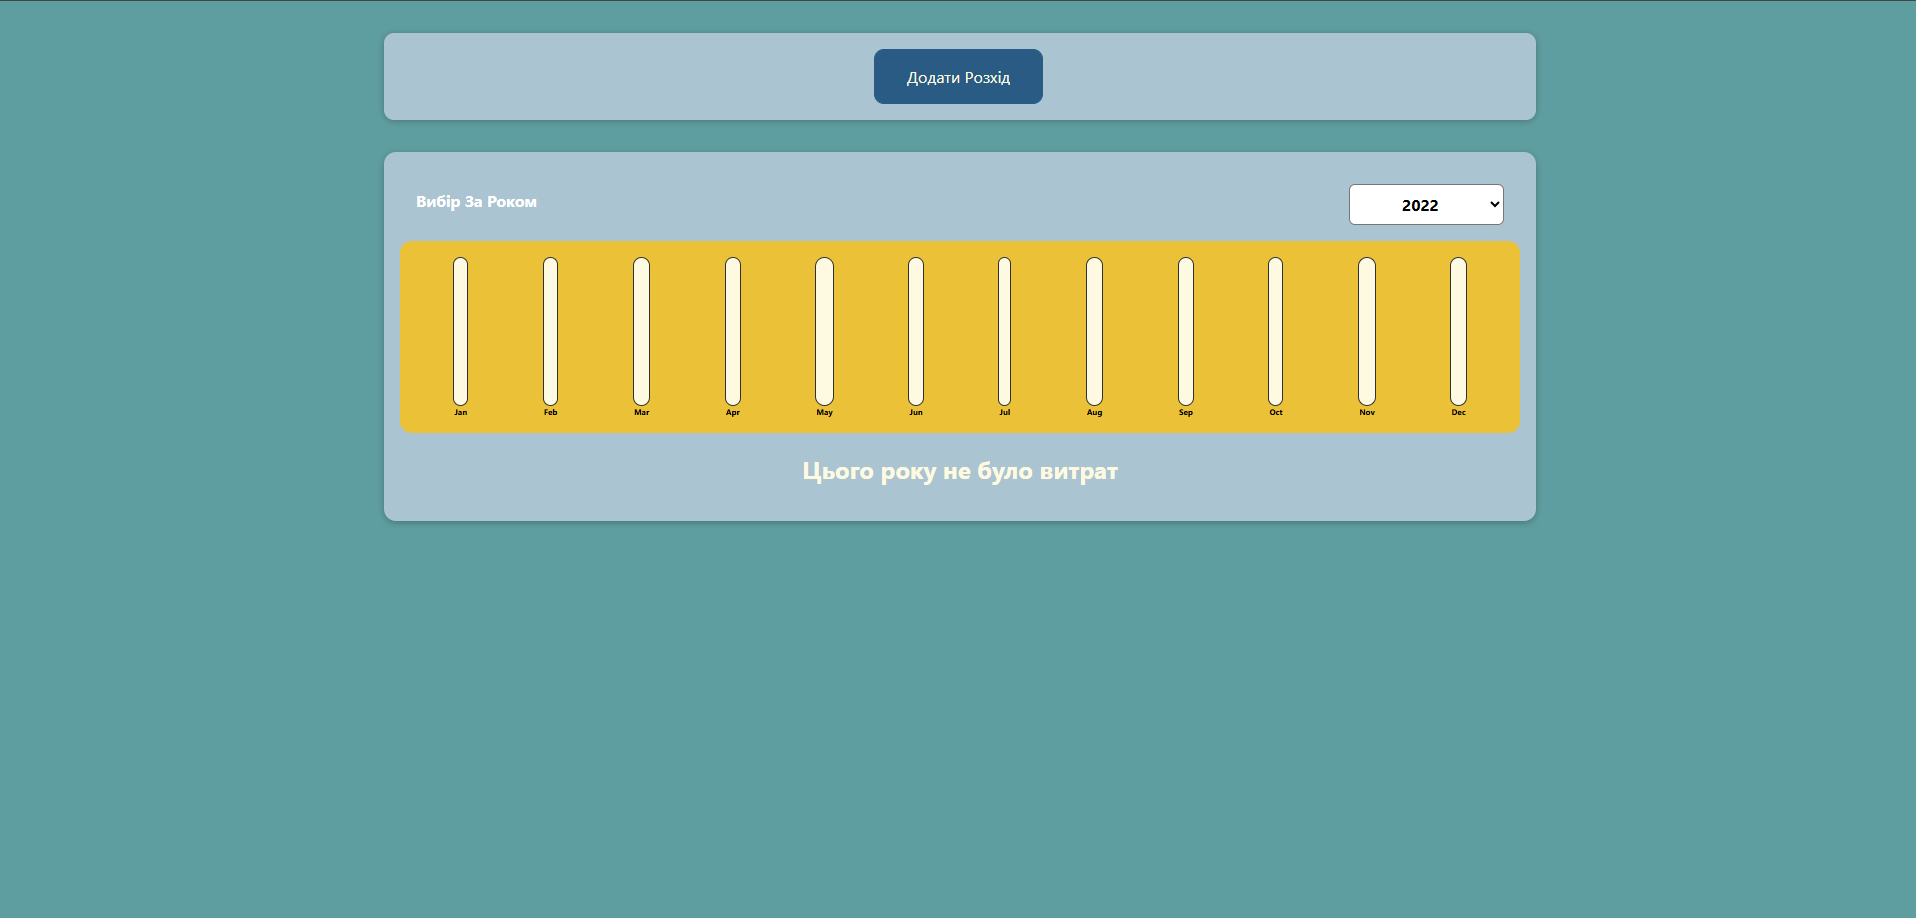 Додати Розхід
Вибір За Роком
2022
Jan Feb Mar Apr May Jun Jul Aug Sep Oct Nov Dec
Цього року не було витрат